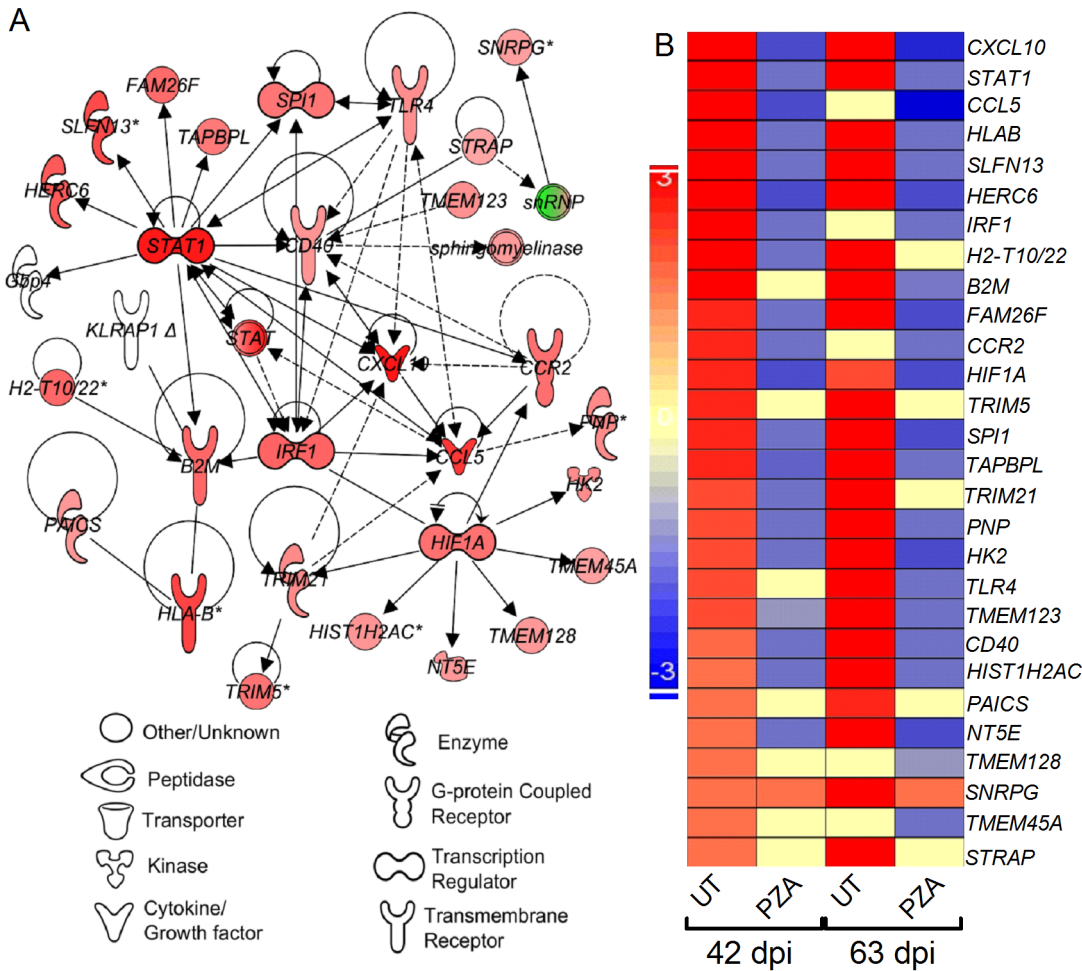 A
SNRPG*
FAM26F
SPI1
TLR4
SLFN13*
TAPBPL
STRAP
HERC6
TMEM123
snRNP
STAT1
CD40
sphingomyelinase
Gbp4
KLRAP1 Δ
STAT
CXCL10
CCR2
H2-T10/22*
PNP*
IRF1
CCL5
B2M
HK2
PAICS
HIF1A
TRIM21
TMEM45A
HLA-B*
HIST1H2AC*
TMEM128
NT5E
TRIM5*
Other/Unknown
Peptidase
Transporter
Kinase
Cytokine/
Growth factor
Enzyme
G-protein Coupled
Receptor
Transcription
Regulator
Transmembrane
Receptor
B
3
0
-3
CXCL10
STAT1
CCL5
HLAB
SLFN13
HERC6
IRF1
H2-T10/22
B2M
FAM26F
CCR2
HIF1A
TRIM5
SPI1
TAPBPL
TRIM21
PNP
HK2
TLR4
TMEM123
CD40
HIST1H2AC
PAICS
NT5E
TMEM128
SNRPG
TMEM45A
STRAP
UT PZA UT PZA
42 dpi 63 dpi